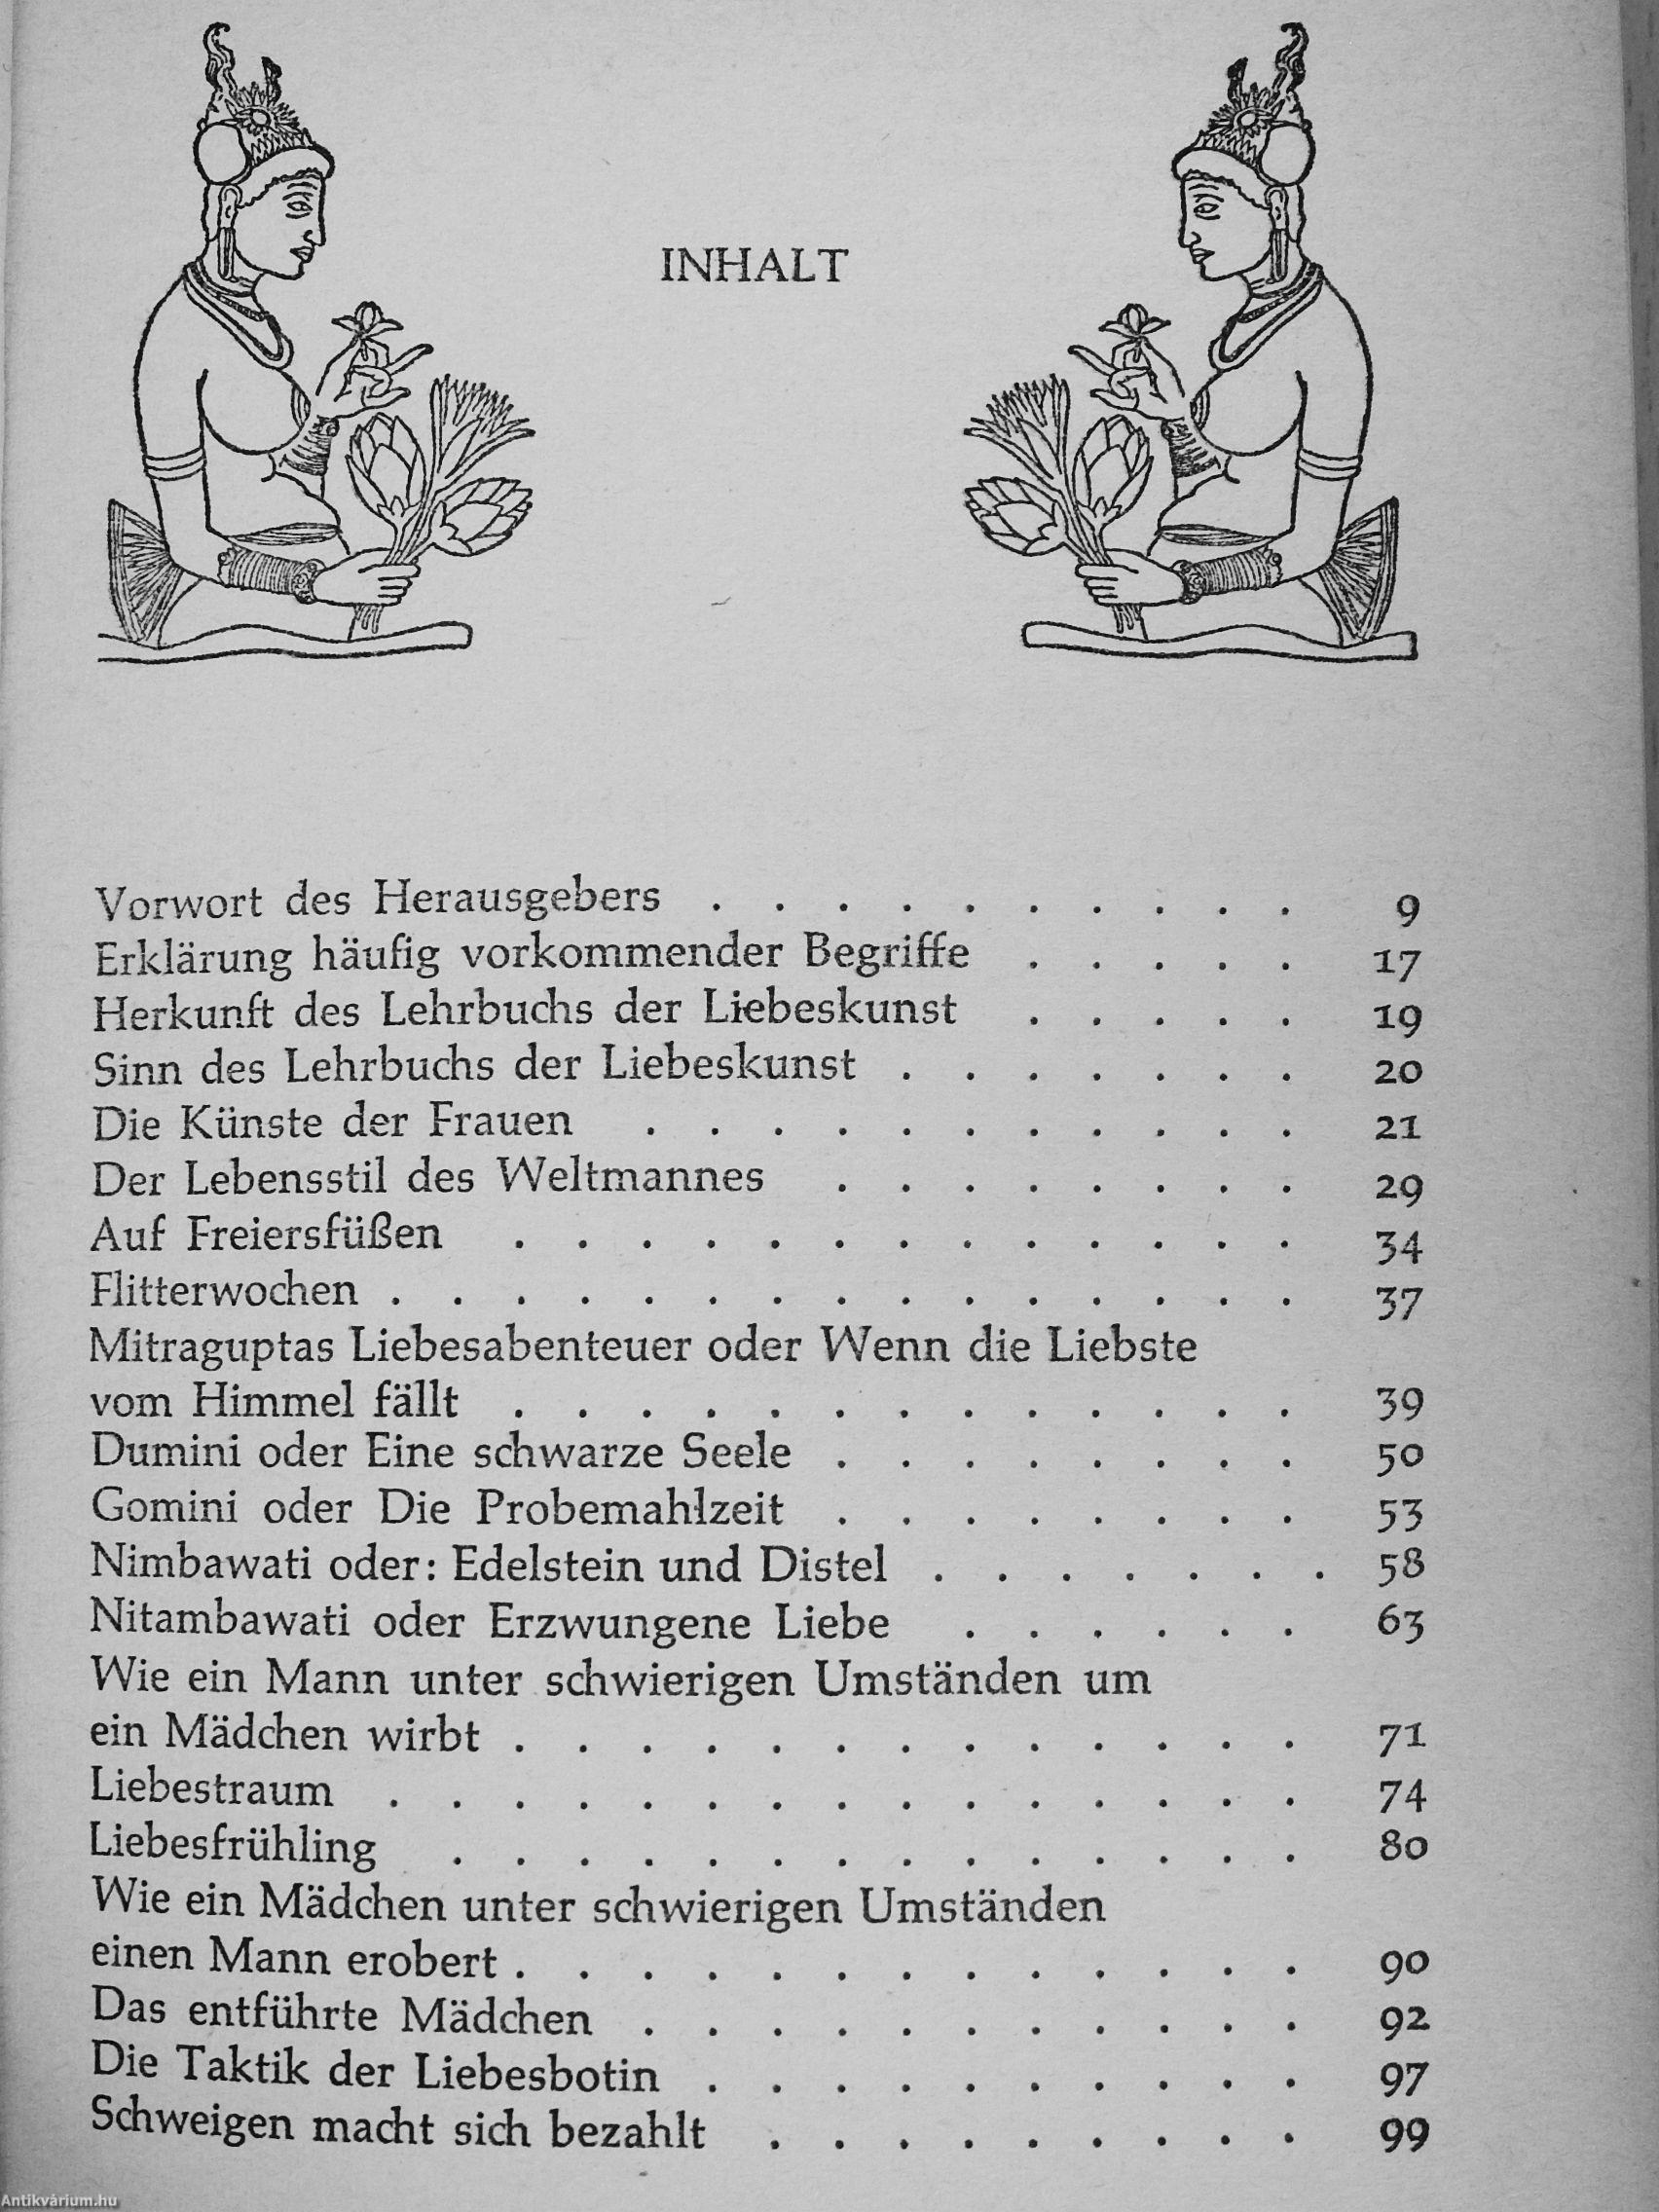 INHALT
Vorwort des Herausgebers . . . . . . . . . . 9
Erklärung häufig vorkommender Begriffe . . . . . 17
Herkunft des Lehrbuchs der Liebeskunst . . . . . 19
Sinn des Lehrbuchs der Liebeskunst . . . . . . . 20
Die Künste der Frauen . . . . . . . . . . . 21
Der Lebensstil des Weltmannes . . . . . . . . 29
Auf Freiersfüßen . . . . . . . . . . . . . 34
Flitterwochen . . . . . . . . . . . . . . . 37
Mitraguptas Liebesabenteuer oder Wenn die Liebste
vom Himmel fällt . . . . . . . . . . . . . 39
Dumini oder Eine schwarze Seele . . . . . . . . 50
Gomini oder Die Probemahlzeit . . . . . . . . 53
Nimbawati oder: Edelstein und Distel . . . . . . . 58
Nitambawati oder Erzwungene Liebe . . . . . . 63
Wie ein Mann unter schwierigen Umständen um
ein Mädchen wirbt . . . . . . . . . . . . . 71
Liebestraum . . . . . . . . . . . . . . . 74
Liebesfrühling . . . . . . . . . . . . . . 80
Wie ein Mädchen unter schwierigen Umständen
einen Mann erobert . . . . . . . . . . . . . 90
Das entführte Mädchen . . . . . . . . . . . 92
Die Taktik der Liebesbotin . . . . . . . . . . 97
Schweigen macht sich bezahlt . . . . . . . . . 99
Antikvárium.hu